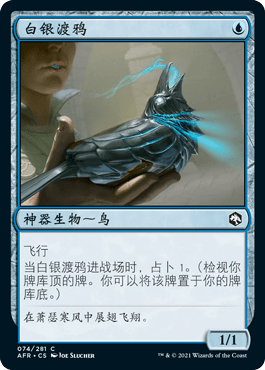 白银渡鸦
神器生物～鸟
飞行
当白银渡鸦进战场时，占卜 1。（检视你
牌库顶的牌。你可以将该牌置于你的牌
库底。）
在萧瑟寒风中展翅飞翔。
1/1
074/281 C
AFR • CS JOE SLUCHER
™ & © 2021 Wizards of the Coast